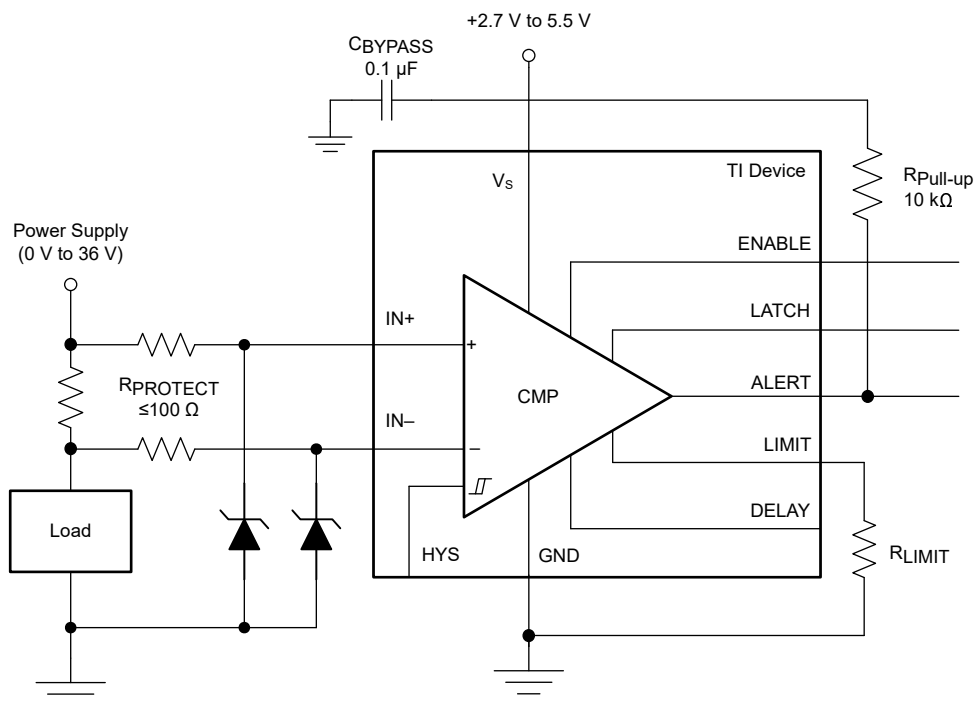 +2.7 V to 5.5 V
CBYPASS
0.1 µF
TI Device
VS
RPull-up
10 kΩ
Power Supply
(0 V to 36 V)
ENABLE
IN+
LATCH
+
RPROTECT
≤100 Ω
CMP
ALERT
IN–
–
LIMIT
Load
DELAY
HYS
GND
RLIMIT